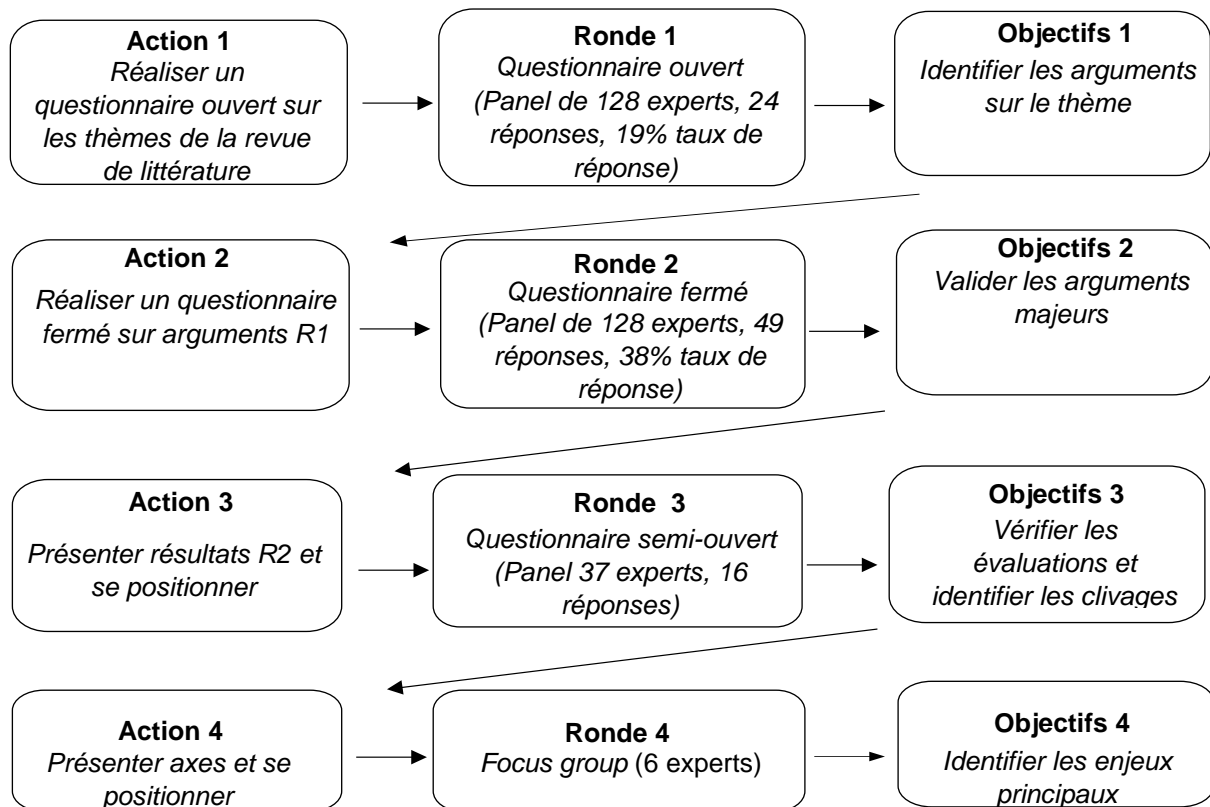 Action 1
Réaliser un
questionnaire ouvert sur
les thèmes de la revue
de littérature
Ronde 1
Questionnaire ouvert
(Panel de 128 experts, 24
réponses, 19% taux de
réponse)
Objectifs 1
Identifier les arguments
sur le thème
Action 2
Réaliser un questionnaire
fermé sur arguments R1
Ronde 2
Questionnaire fermé
(Panel de 128 experts, 49
réponses, 38% taux de
réponse)
Objectifs 2
Valider les arguments
majeurs
Action 3
Présenter résultats R2 et
se positionner
Ronde 3
Questionnaire semi-ouvert
(Panel 37 experts, 16
réponses)
Objectifs 3
Vérifier les
évaluations et
identifier les clivages
Action 4
Présenter axes et se
positionner
Ronde 4
Focus group (6 experts)
Objectifs 4
Identifier les enjeux
principaux